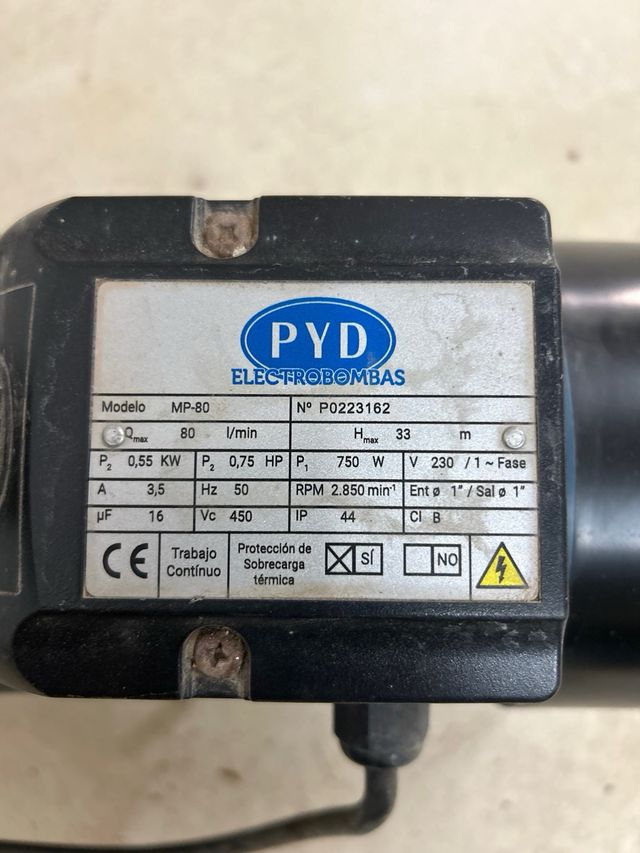 PYD
ELECTROBOMBAS
Modelo MP-80 Nº P0223162
Qmax 80 l/min Hmax 33 m
P2 0,55 KW P2 0,75 HP P1 750 W V 230 / 1 ~ Fase
A 3,5 Hz 50 RPM 2.850 min-1 Ent ø 1" / Sal ø 1"
µF 16 Vc 450 IP 44 Cl B
CE Trabajo Contínuo Protección de Sobrecarga térmica SÍ NO